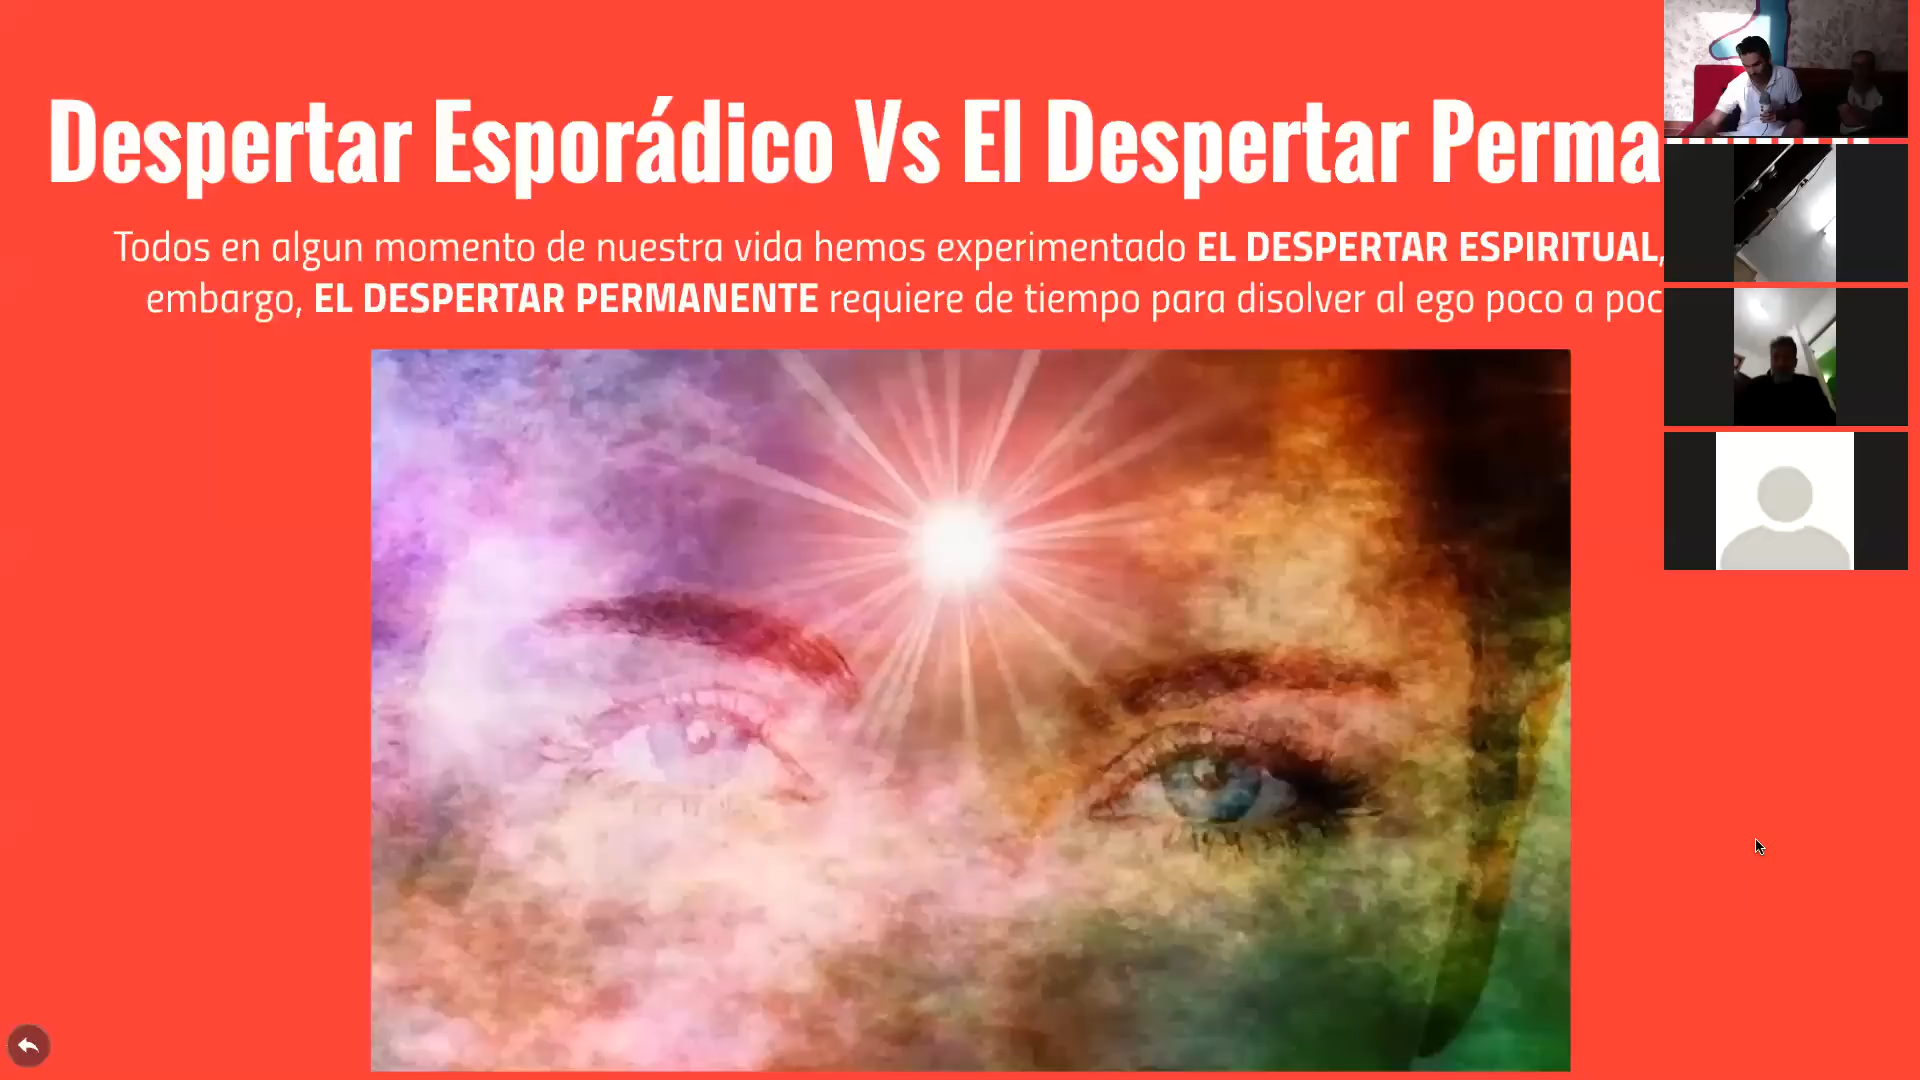 Despertar Esporádico Vs El Despertar Perma
Todos en algun momento de nuestra vida hemos experimentado EL DESPERTAR ESPIRITUAL,
embargo, EL DESPERTAR PERMANENTE requiere de tiempo para disolver al ego poco a poc